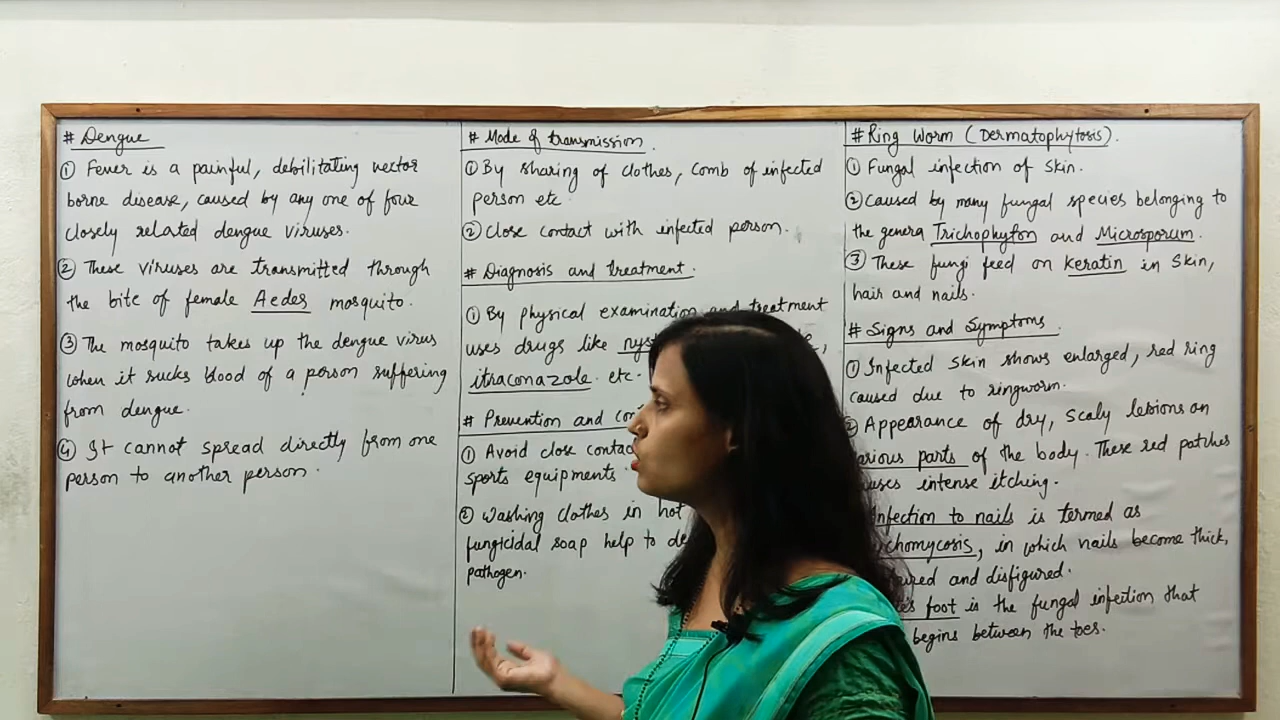 # Dengue
① Fever is a painful, debilitating vector
borne disease, caused by any one of four
closely related dengue viruses.
② These viruses are transmitted through
the bite of female Aedes mosquito.
③ The mosquito takes up the dengue virus
when it sucks blood of a person suffering
from dengue.
④ It cannot spread directly from one
person to another person.
# Mode of transmission
① By sharing of clothes, comb of infected
person etc.
② Close contact with infected person.
# Diagnosis and treatment.
① By physical examination and treatment
uses drugs like
itraconazole etc.
# Prevention and
① Avoid close
sports equipments
② Washing clothes in hot
fungicidal soap help to
pathogen.
# Ring Worm (Dermatophytosis).
① Fungal infection of skin.
② Caused by many fungal species belonging to
the genera Trichophyton and Microsporum.
③ These fungi feed on keratin in skin,
hair and nails.
# Signs and Symptoms.
① Infected skin shows enlarged, red ring
caused due to ringworm.
② Appearance of dry, scaly lesions on
parts of the body. These red patches
intense itching.
Infection to nails is termed as
in which nails become thick,
and disfigured.
foot is the fungal infection that
begins between the toes.